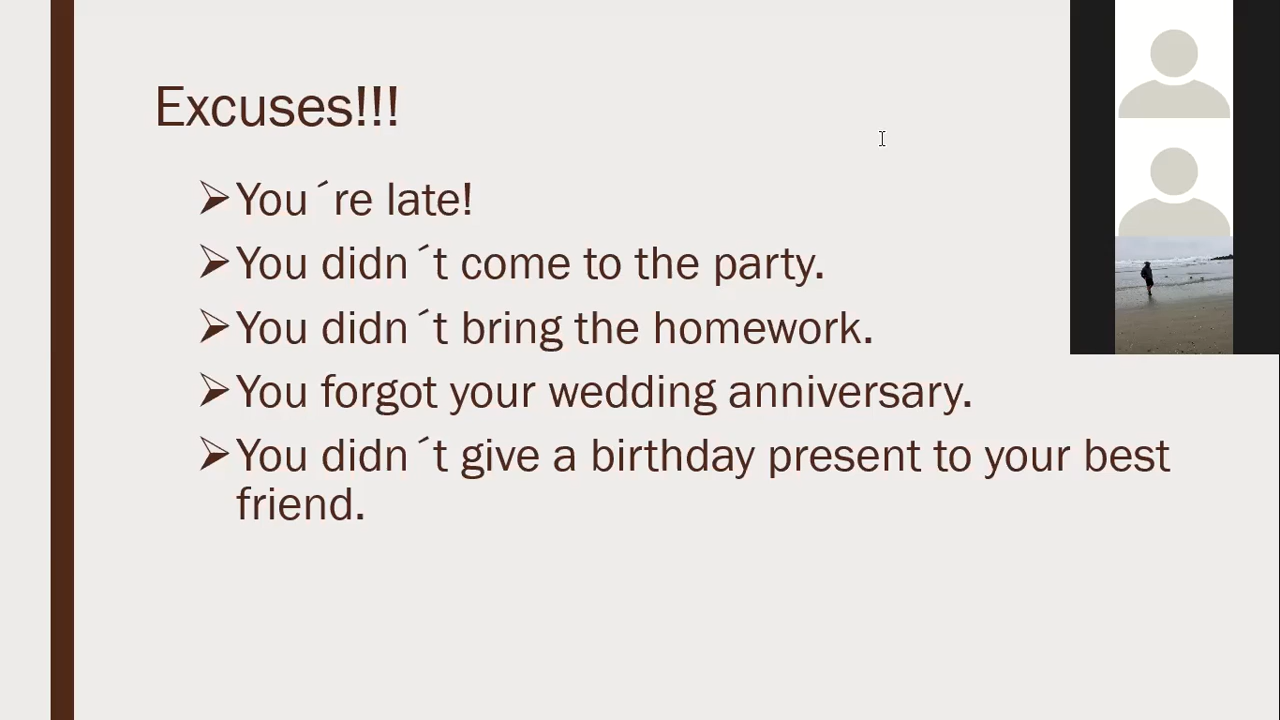 Excuses!!!
You´re late!
You didn´t come to the party.
You didn´t bring the homework.
You forgot your wedding anniversary.
You didn´t give a birthday present to your best
friend.